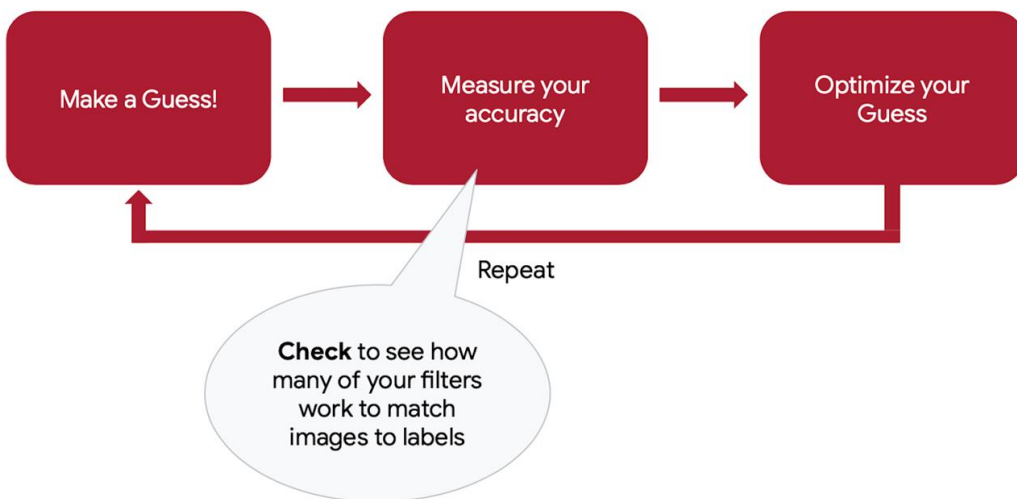 Make a Guess!
Measure your
accuracy
Optimize your
Guess
Repeat
Check to see how
many of your filters
work to match
images to labels